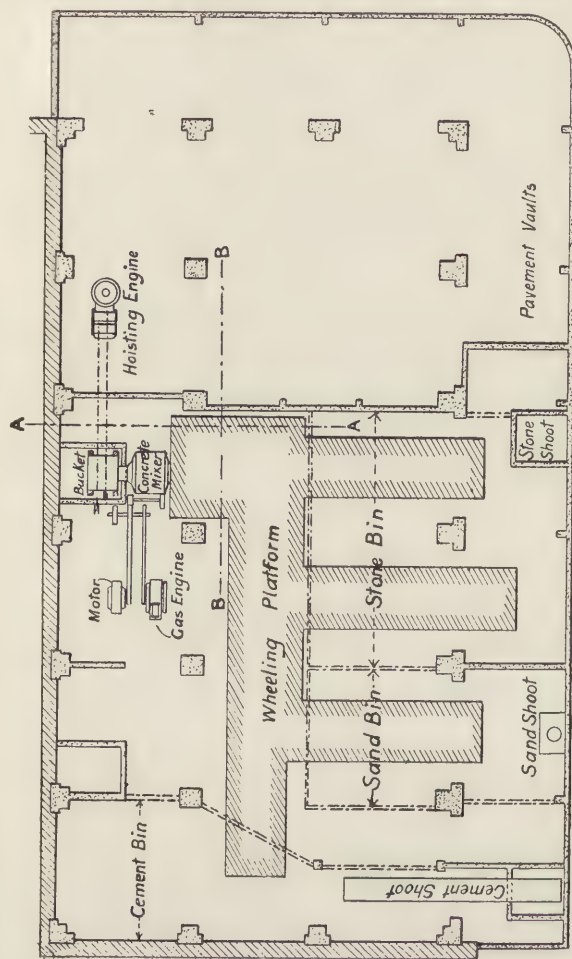 Pavement Vaults
Hoisting Engine
B
B
A
A
Bucket
Concrete
Mixer
Stone
Shoot
Motor
Gas Engine
Wheeling Platform
Stone Bin
Sand Bin
Sand Shoot
Cement Bin
Cement Shoot